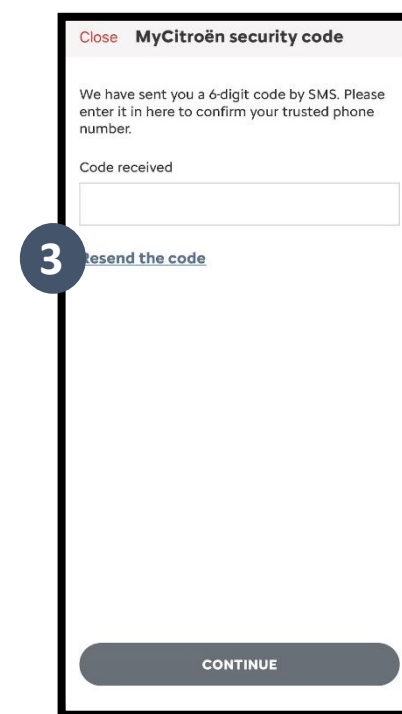 Close MyCitroën security code
We have sent you a 6-digit code by SMS. Please
enter it in here to confirm your trusted phone
number.
Code received
3
Resend the code
CONTINUE